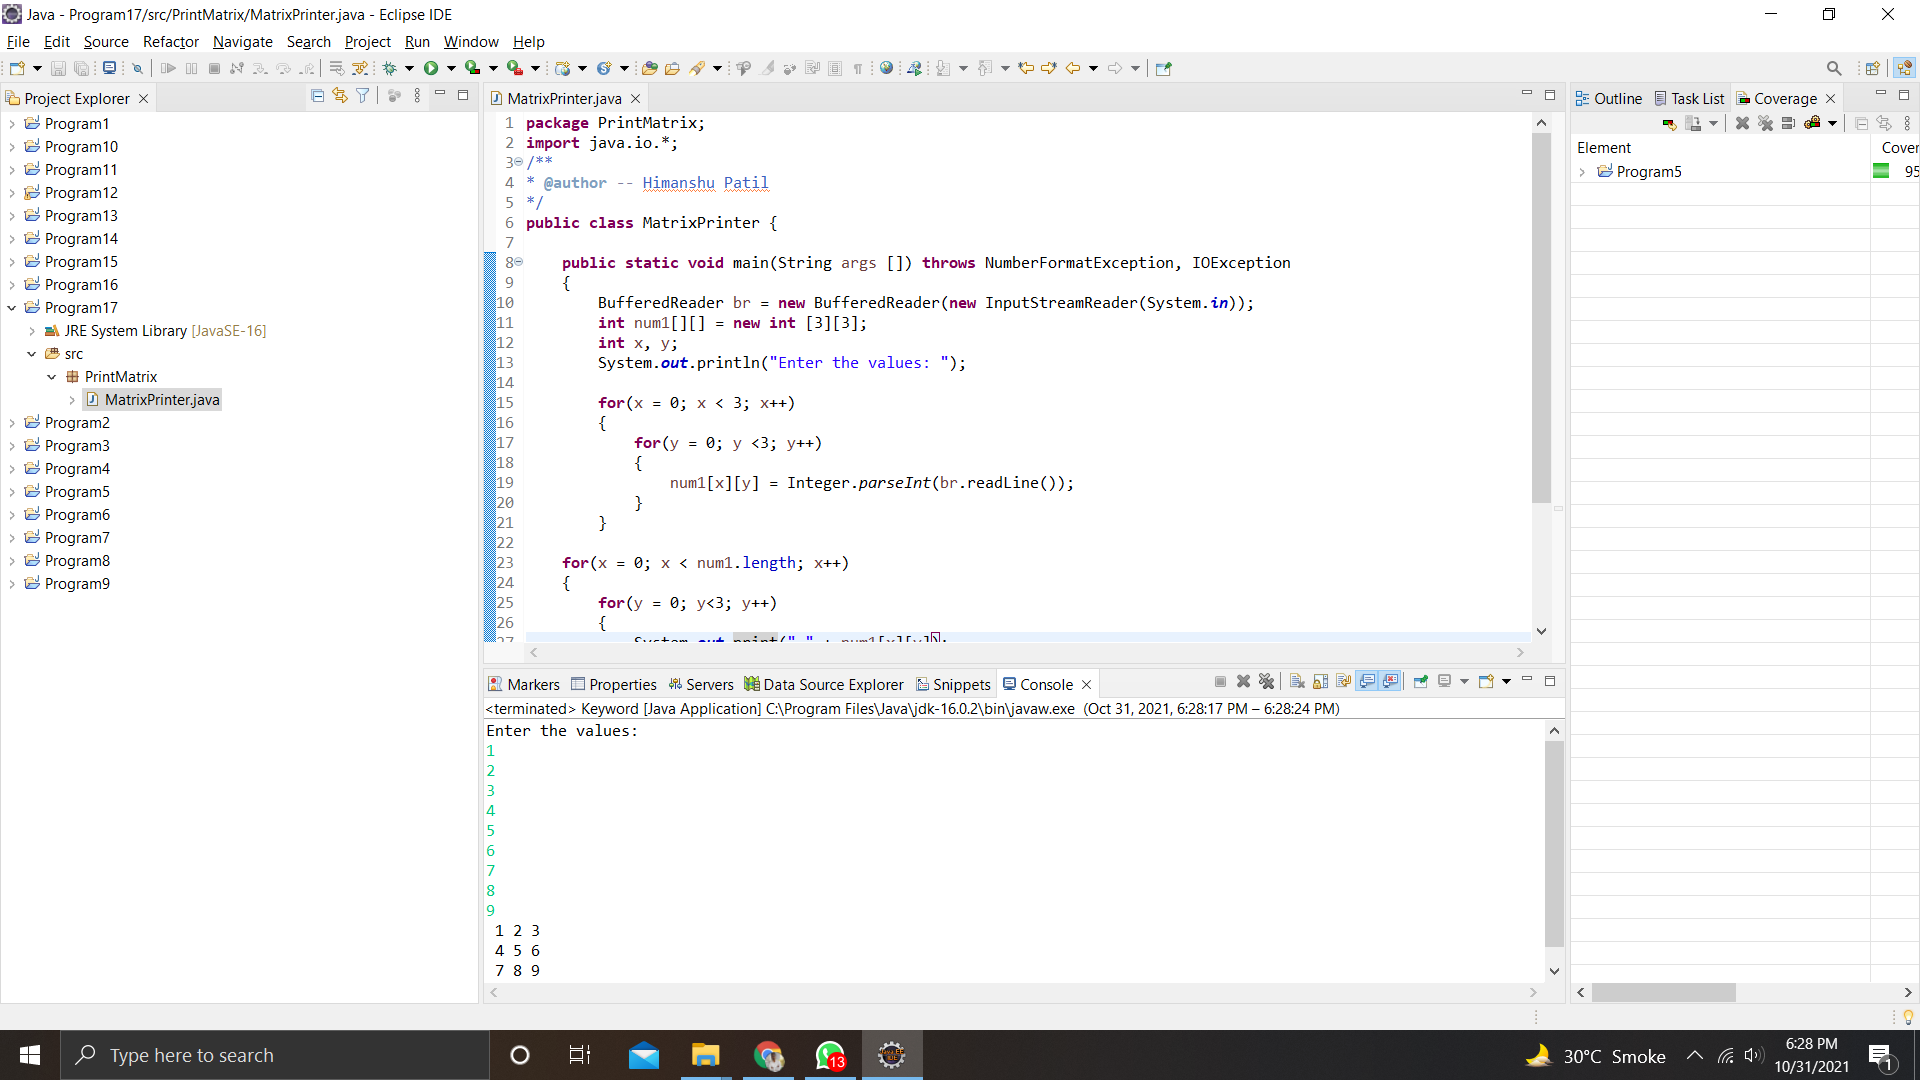 Java - Program17/src/PrintMatrix/MatrixPrinter.java - Eclipse IDE
File Edit Source Refactor Navigate Search Project Run Window Help
Project Explorer
Program1
Program10
Program11
Program12
Program13
Program14
Program15
Program16
Program17
JRE System Library [JavaSE-16]
src
PrintMatrix
MatrixPrinter.java
Program2
Program3
Program4
Program5
Program6
Program7
Program8
Program9
MatrixPrinter.java
1 package PrintMatrix;
2 import java.io.*;
3 /**
4 * @author -- Himanshu Patil
5 */
6 public class MatrixPrinter {
7
8 public static void main(String args []) throws NumberFormatException, IOException
9 {
10 BufferedReader br = new BufferedReader(new InputStreamReader(System.in));
11 int num1[][] = new int [3][3];
12 int x, y;
13 System.out.println("Enter the values: ");
14
15 for(x = 0; x < 3; x++)
16 {
17 for(y = 0; y <3; y++)
18 {
19 num1[x][y] = Integer.parseInt(br.readLine());
20 }
21 }
22
23 for(x = 0; x < num1.length; x++)
24 {
25 for(y = 0; y<3; y++)
26 {
27 System.out.print(" " + num1[x][y]);
Outline Task List Coverage
Element Cover
Program5 95
Markers Properties Servers Data Source Explorer Snippets Console
<terminated> Keyword [Java Application] C:\Program Files\Java\jdk-16.0.2\bin\javaw.exe (Oct 31, 2021, 6:28:17 PM – 6:28:24 PM)
Enter the values:
1
2
3
4
5
6
7
8
9
1 2 3
4 5 6
7 8 9
Type here to search
13
30°C Smoke
6:28 PM
10/31/2021
1